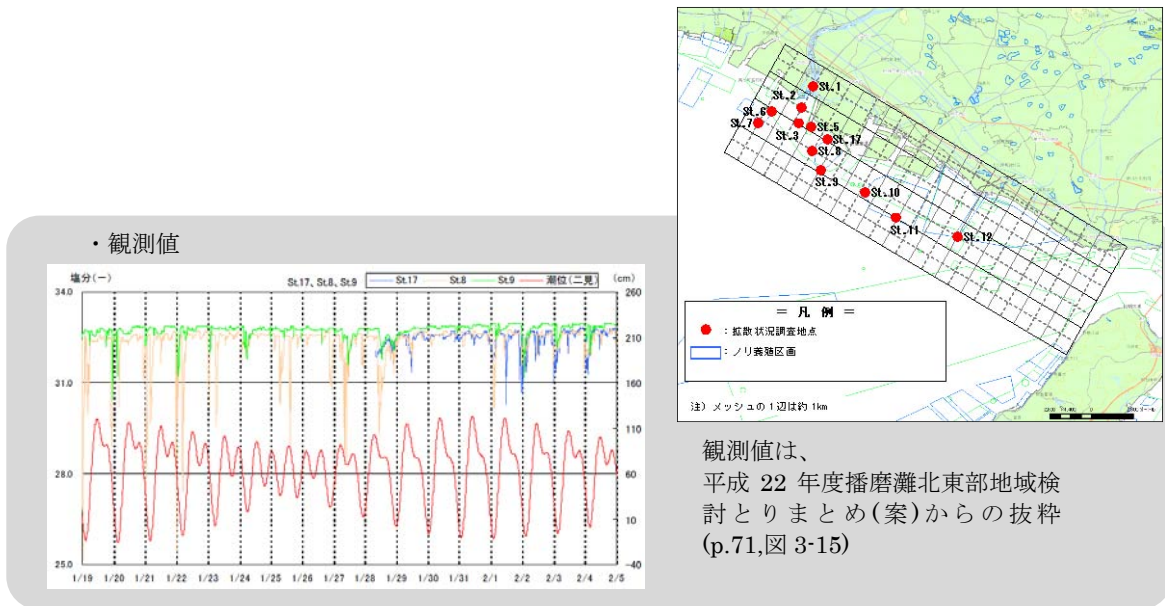 ・観測値
塩分(－)
St.17、St.8、St.9
St.17
St.8
St.9
潮位(二見)
(cm)
34.0
31.0
28.0
25.0
260
210
160
110
60
10
-40
1/19 1/20 1/21 1/22 1/23 1/24 1/25 1/26 1/27 1/28 1/29 1/30 1/31 2/1 2/2 2/3 2/4 2/5
St.1
St.2
St.6
St.7
St.3
St.5
St.17
St.8
St.9
St.10
St.11
St.12
＝ 凡 例 ＝
：拡散状況調査地点
：ノリ養殖区画
注）メッシュの１辺は約 1km
観測値は、
平成 22 年度播磨灘北東部地域検
討とりまとめ(案)からの抜粋
(p.71,図 3-15)